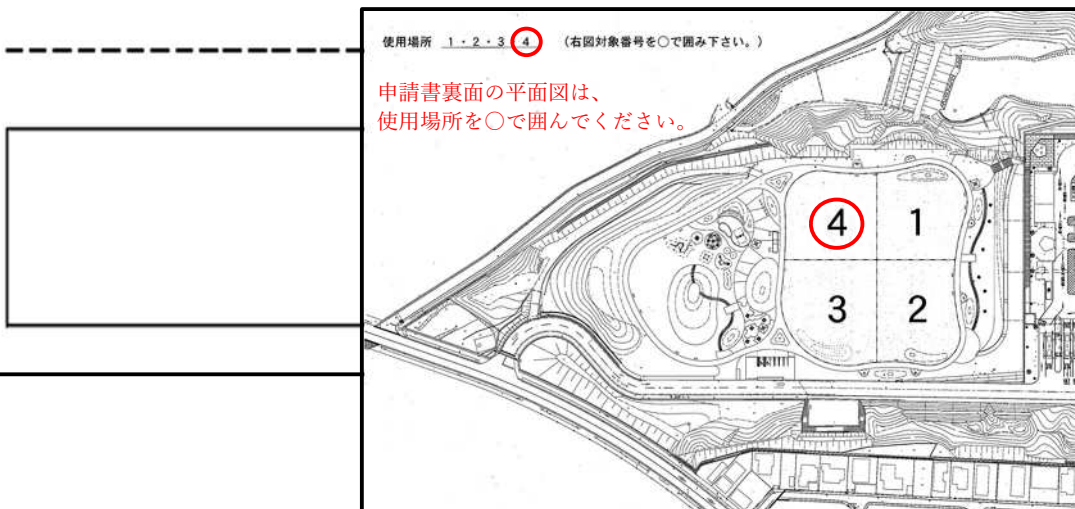 使用場所 1・2・3 4 (右図対象番号を○で囲み下さい。)
申請書裏面の平面図は、
使用場所を○で囲んでください。
4 1
3 2